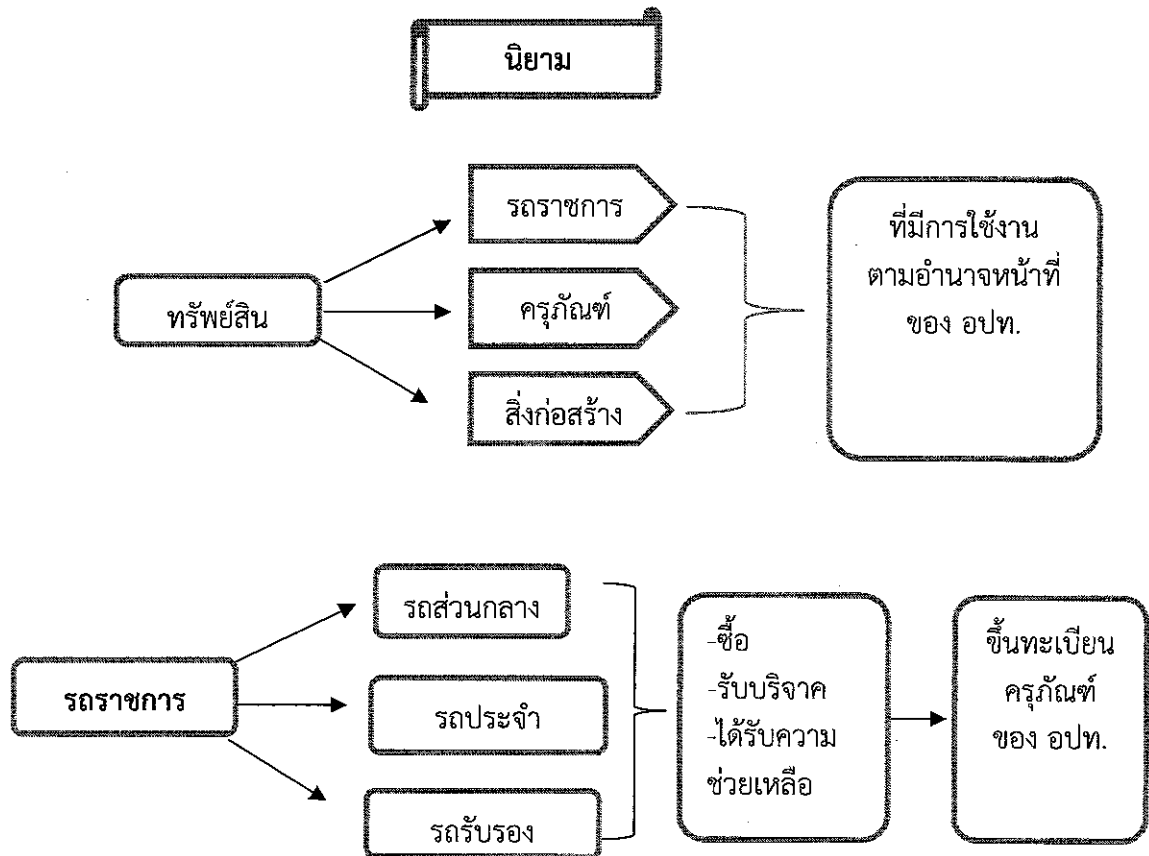 นิยาม
รถราชการ
ทรัพย์สิน
ครุภัณฑ์
สิ่งก่อสร้าง
ที่มีการใช้งาน
ตามอำนาจหน้าที่
ของ อปท.
รถราชการ
รถส่วนกลาง
รถประจำ
รถรับรอง
-ซื้อ
-รับบริจาค
-ได้รับความ
ช่วยเหลือ
ขึ้นทะเบียน
ครุภัณฑ์
ของ อปท.